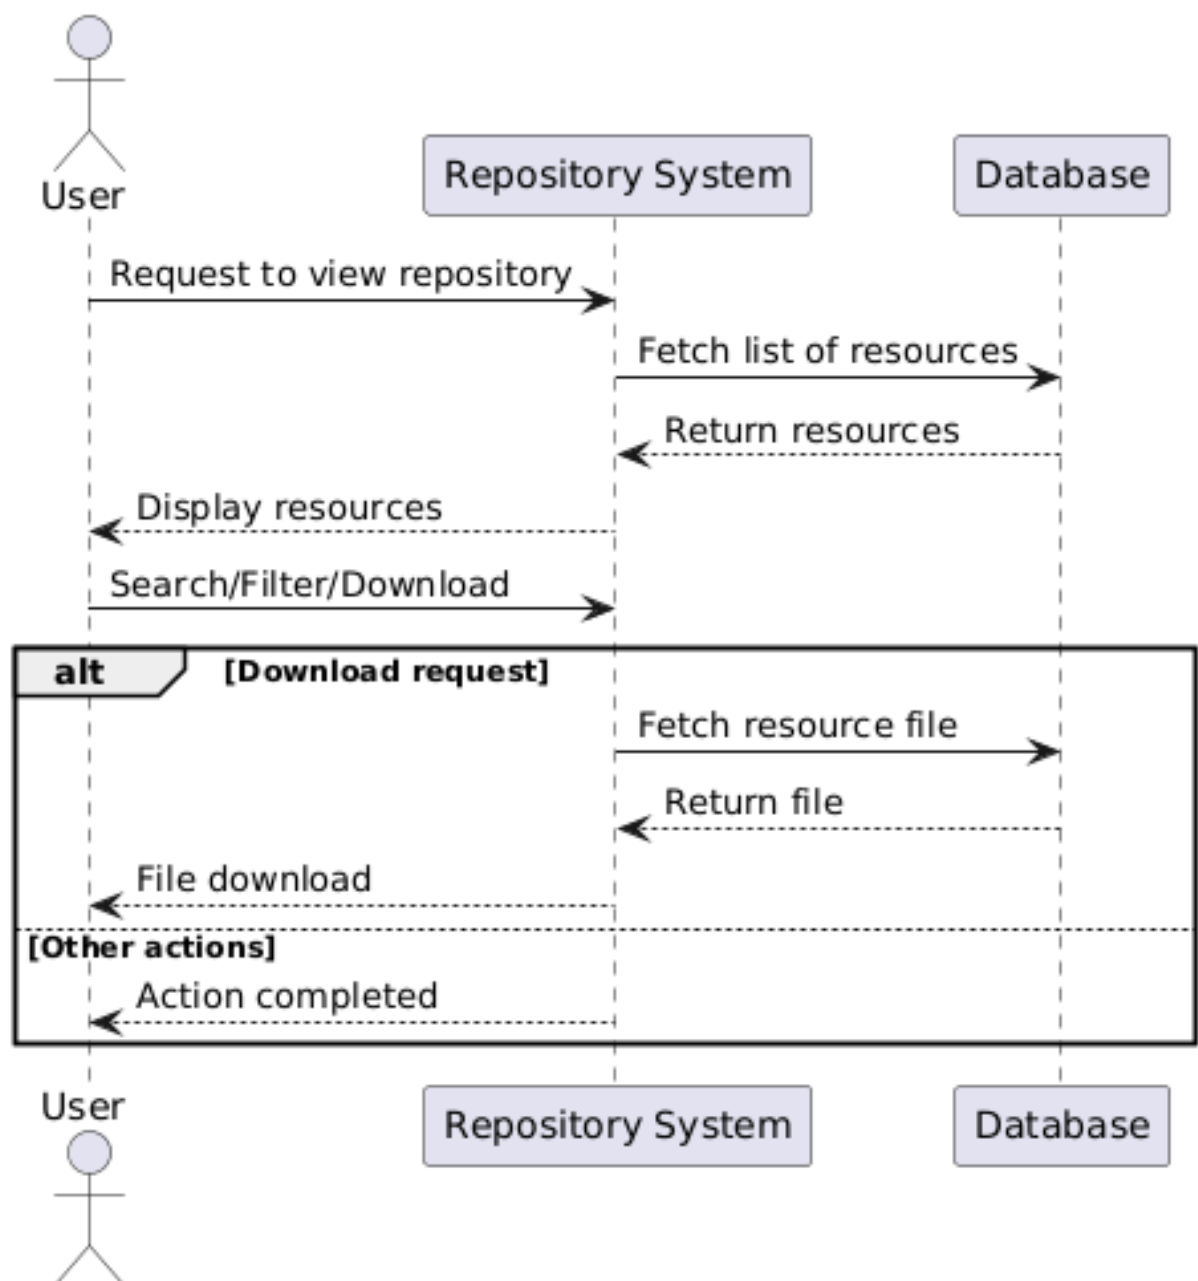 User
Repository System
Database
Request to view repository
Fetch list of resources
Return resources
Display resources
Search/Filter/Download
alt
[Download request]
Fetch resource file
Return file
File download
[Other actions]
Action completed
User
Repository System
Database